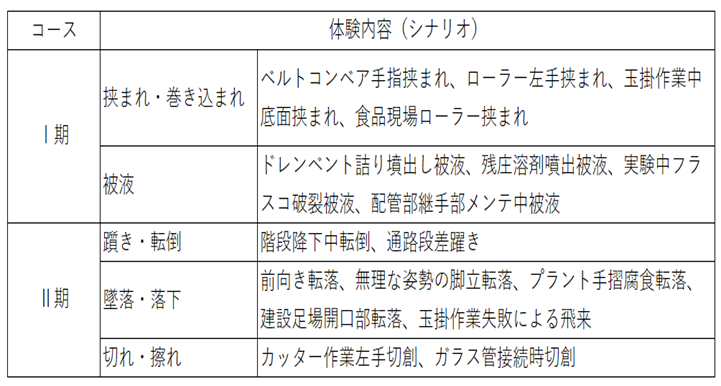 コース 体験内容（シナリオ）
Ⅰ期
挟まれ・巻き込まれ
ベルトコンベア手指挟まれ、ローラー左手挟まれ、玉掛作業中
底面挟まれ、食品現場ローラー挟まれ
被液
ドレンベント詰り墳出し被液、残庄溶剤噴出被液、実験中フラ
スコ破裂被液、配管部継手部メンテ中被液
Ⅱ期
躓き・転倒
階段降下中転倒、通路段差躍き
墜落・落下
前向き転落、無理な姿勢の脚立転落、プラント手摺腐食転落、
建設足場開口部転落、玉掛作業失敗による飛来
切れ・擦れ
カッター作業左手切創、ガラス管接続時切創